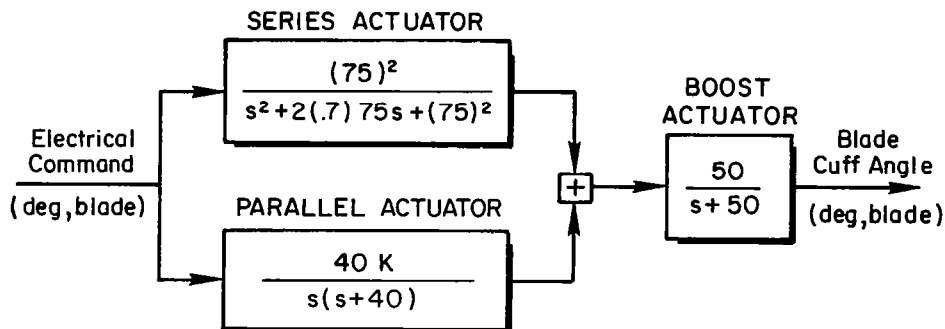 SERIES ACTUATOR
(75)²
s²+2(.7)75s+(75)²
Electrical
Command
(deg,blade)
PARALLEL ACTUATOR
40 K
s(s+40)
+
BOOST
ACTUATOR
50
s+50
Blade
Cuff Angle
(deg,blade)